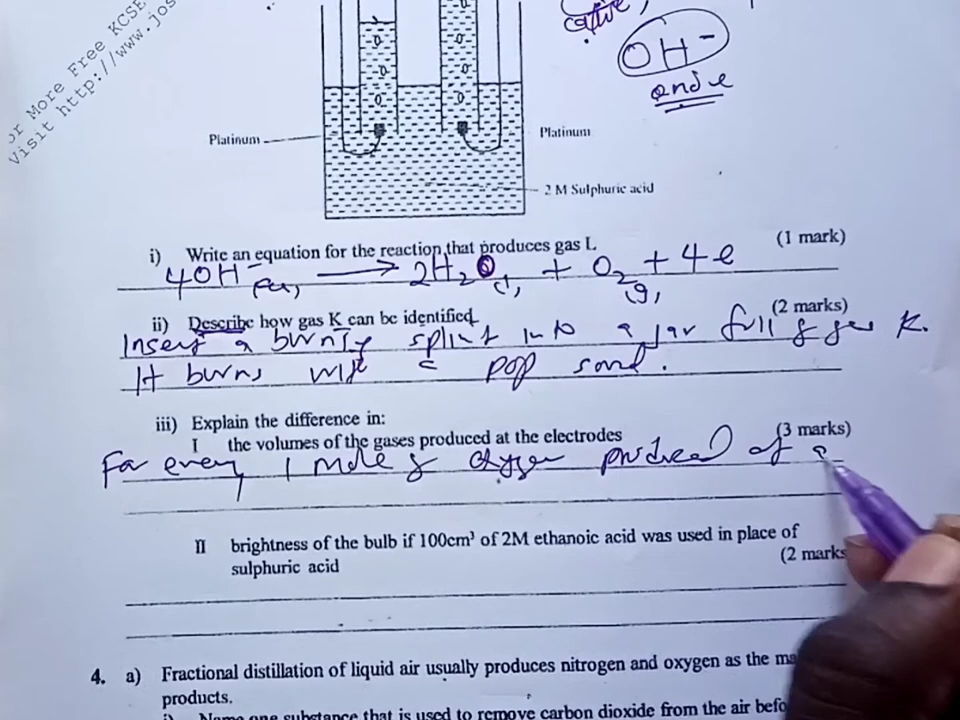 or More Free KCSE
Visit http://www.jos
OH-
Platinum
Platinum
2 M Sulphuric acid
i) Write an equation for the reaction that produces gas L (1 mark)
4OH-(aq) → 2H2O(l) + O2(g) + 4e
ii) Describe how gas K can be identified (2 marks)
Insert a burning splint into a jar full of gas K.
It burns with a pop sound.
iii) Explain the difference in:
I the volumes of the gases produced at the electrodes (3 marks)
For every 1 mole of oxygen produced at a
II brightness of the bulb if 100cm³ of 2M ethanoic acid was used in place of
sulphuric acid (2 marks
4. a) Fractional distillation of liquid air usually produces nitrogen and oxygen as the ma
products.
i) Name one substance that is used to remove carbon dioxide from the air befo